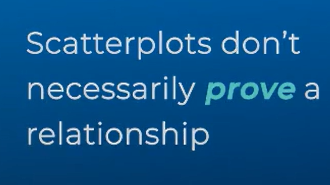 Scatterplots don’t
necessarily prove a
relationship